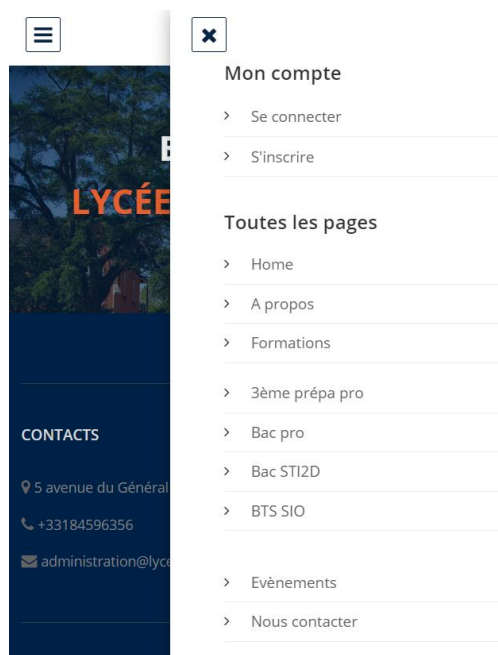 Mon compte
Se connecter
S'inscrire
Toutes les pages
Home
A propos
Formations
3ème prépa pro
Bac pro
Bac STI2D
BTS SIO
Evènements
Nous contacter
LYCÉE
CONTACTS
5 avenue du Général
+33184596356
administration@lyce